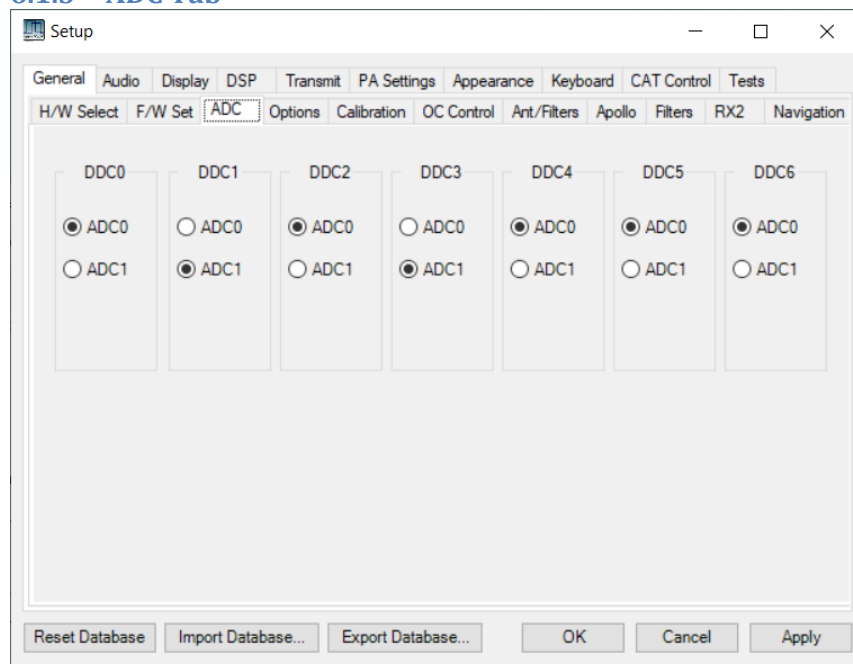 Setup
General Audio Display DSP Transmit PA Settings Appearance Keyboard CAT Control Tests
H/W Select F/W Set ADC Options Calibration OC Control Ant/Filters Apollo Filters RX2 Navigation
DDC0 DDC1 DDC2 DDC3 DDC4 DDC5 DDC6
ADC0 ADC0 ADC0 ADC0 ADC0 ADC0 ADC0
ADC1 ADC1 ADC1 ADC1 ADC1 ADC1 ADC1
Reset Database Import Database... Export Database... OK Cancel Apply